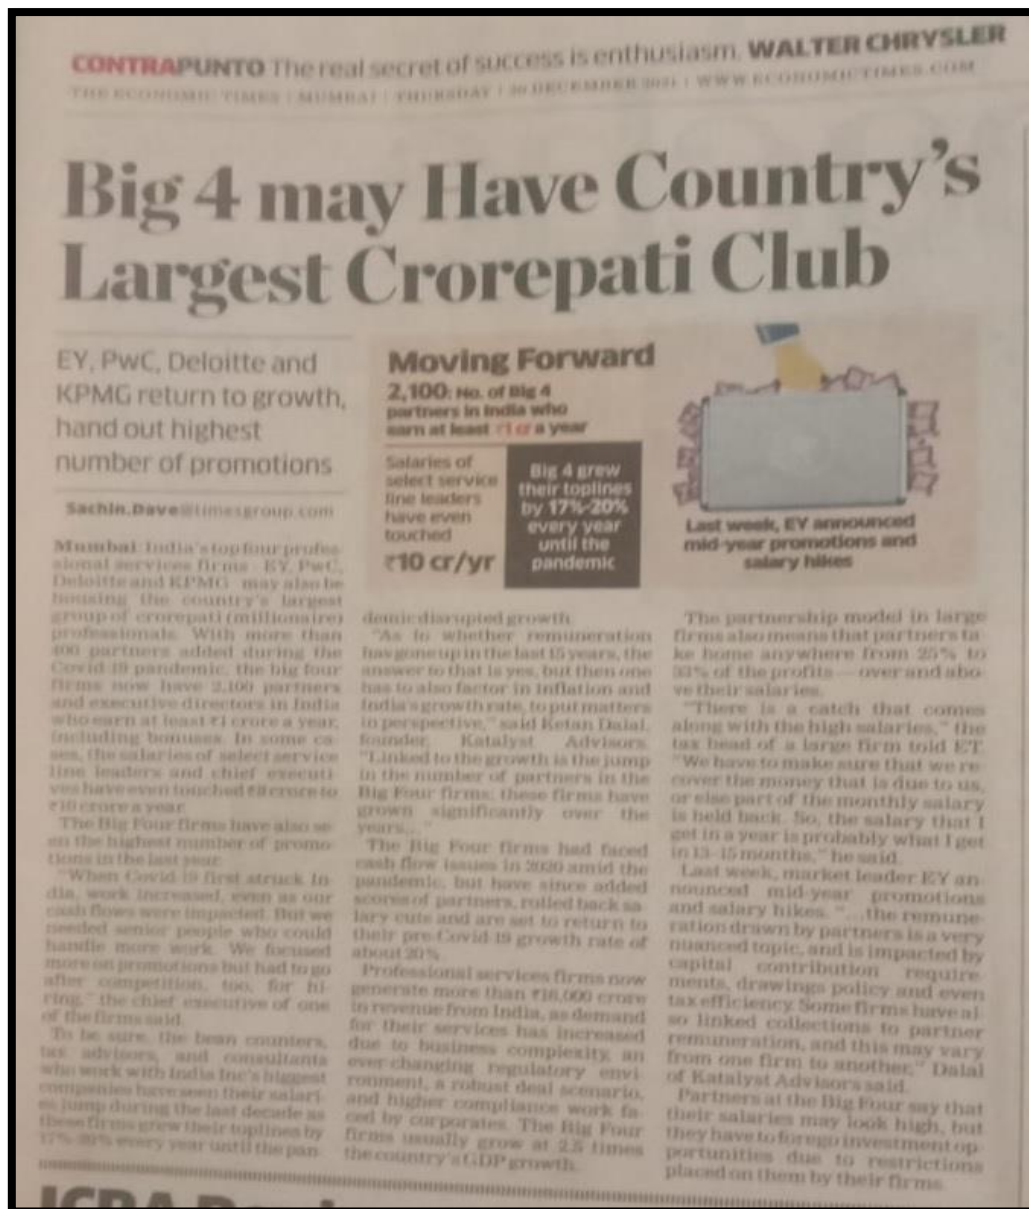 CONTRAPUNTO The real secret of success is enthusiasm. WALTER CHRYSLER
THE ECONOMIC TIMES | MUMBAI | THURSDAY | DECEMBER | WWW.ECONOMICTIMES.COM
Big 4 may Have Country's
Largest Crorepati Club
EY, PwC, Deloitte and
KPMG return to growth,
hand out highest
number of promotions
Sachin.Dave@timesgroup.com
Moving Forward
2,100: No. of Big 4
partners in India who
earn at least ₹1 cr a year
Salaries of
select service
line leaders
have even
touched
₹10 cr/yr
Big 4 grew
their toplines
by 17%-20%
every year
until the
pandemic
Last week, EY announced
mid-year promotions and
salary hikes
Mumbai: India's top four profes-
sional services firms - EY, PwC,
Deloitte and KPMG - may also be
housing the country's largest
group of crorepati (millionaire)
professionals. With more than
400 partners added during the
Covid-19 pandemic, the big four
firms now have 2,100 partners
and executive directors in India
who earn at least ₹1 crore a year,
including bonuses. In some ca-
ses, the salaries of select service
line leaders and chief executi-
ves have even touched ₹8 crore to
₹10 crore a year.
The Big Four firms have also se-
en the highest number of promo-
tions in the last year.
"When Covid-19 first struck In-
dia, work increased, even as our
cash flows were impacted. But we
needed senior people who could
handle more work. We focused
more on promotions but had to go
after competition, too, for hi-
ring," the chief executive of one
of the firms said.
To be sure, the bean counters,
tax advisors, and consultants
who work with India Inc's biggest
companies have seen their salari-
es jump during the last decade as
these firms grew their toplines by
17%-20% every year until the pan-
demic disrupted growth.
"As to whether remuneration
has gone up in the last 15 years, the
answer to that is yes, but then one
has to also factor in inflation and
India's growth rate, to put matters
in perspective," said Ketan Dalal,
founder, Katalyst Advisors.
"Linked to the growth is the jump
in the number of partners in the
Big Four firms; these firms have
grown significantly over the
years..."
The Big Four firms had faced
cash flow issues in 2020 amid the
pandemic, but have since added
scores of partners, rolled back sa-
lary cuts and are set to return to
their pre-Covid 19 growth rate of
about 20%.
Professional services firms now
generate more than crore
in revenue from India, as demand
for their services has increased
due to business complexity, an
ever-changing regulatory envi-
ronment, a robust deal scenario,
and higher compliance work fa-
ced by corporates. The Big Four
firms usually grow at 2.5 times
the country's GDP growth.
The partnership model in large
firms also means that partners ta-
ke home anywhere from 25% to
of the profits - over and abo-
ve their salaries.
"There is a catch that comes
along with the high salaries," the
tax head of a large firm told ET.
"We have to make sure that we re-
cover the money that is due to us,
or else part of the monthly salary
is held back. So, the salary that I
get in a year is probably what I get
in 13-15 months," he said.
Last week, market leader EY an-
nounced mid-year promotions
and salary hikes. "...the remune-
ration drawn by partners is a very
nuanced topic, and is impacted by
capital contribution require-
ments, drawings policy and even
tax efficiency. Some firms have al-
so linked collections to partner
remuneration, and this may vary
from one firm to another," Dalal
of Katalyst Advisors said.
Partners at the Big Four say that
their salaries may look high, but
they have to forego investment op-
portunities due to restrictions
placed on them by their firms.